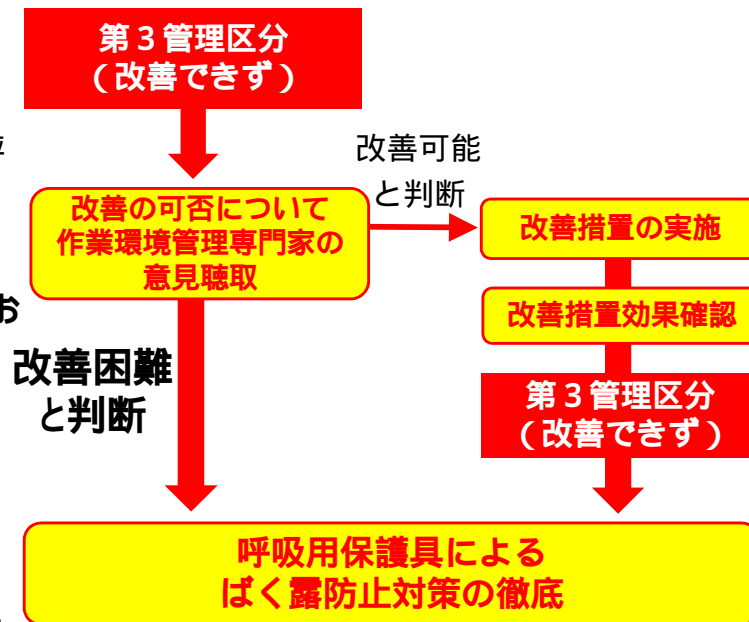 第３管理区分
（改善できず）
改善可能
と判断
改善の可否について
作業環境管理専門家の
意見聴取
改善措置の実施
お
改善措置効果確認
改善困難
と判断
第３管理区分
（改善できず）
呼吸用保護具による
ばく露防止対策の徹底